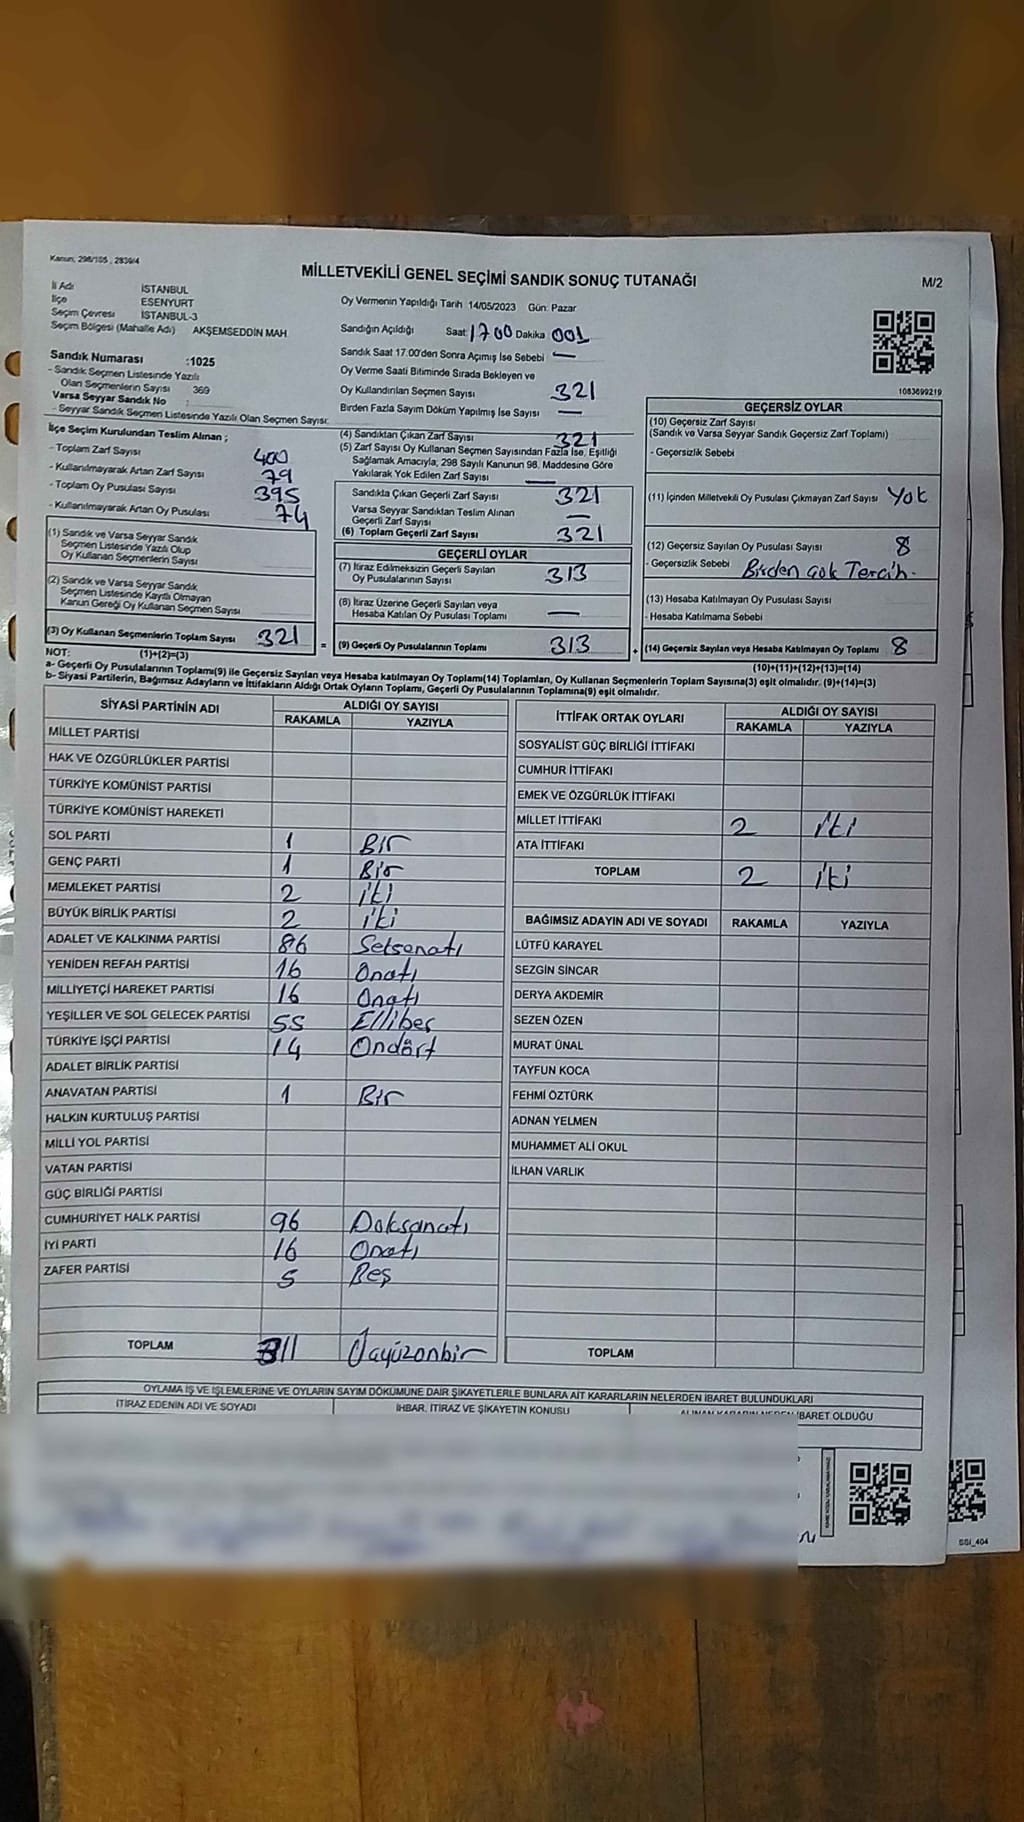 Kanun; 298/105 ; 2839/4
MİLLETVEKİLİ GENEL SEÇİMİ SANDIK SONUÇ TUTANAĞI
M/2
İl Adı İSTANBUL
İlçe ESENYURT
Seçim Çevresi İSTANBUL-3
Seçim Bölgesi (Mahalle Adı) AKŞEMSEDDİN MAH
Sandık Numarası :1025
- Sandık Seçmen Listesinde Yazılı
Olan Seçmenlerin Sayısı 369
Varsa Seyyar Sandık No :
- Seyyar Sandık Seçmen Listesinde Yazılı Olan Seçmen Sayısı:
Oy Vermenin Yapıldığı Tarih 14/05/2023 Gün: Pazar
Sandığın Açıldığı Saat 1700 Dakika 001
Sandık Saat 17.00'den Sonra Açımış İse Sebebi —
Oy Verme Saati Bitiminde Sırada Bekleyen ve
Oy Kullandırılan Seçmen Sayısı 321
Birden Fazla Sayım Döküm Yapılmış İse Sayısı —
1083699219
İlçe Seçim Kurulundan Teslim Alınan ;
- Toplam Zarf Sayısı 400
- Kullanılmayarak Artan Zarf Sayısı 79
- Toplam Oy Pusulası Sayısı 395
- Kullanılmayarak Artan Oy Pusulası 74
(1) Sandık ve Varsa Seyyar Sandık
Seçmen Listesinde Yazılı Olup
Oy Kullanan Seçmenlerin Sayısı
(2) Sandık ve Varsa Seyyar Sandık
Seçmen Listesinde Kayıtlı Olmayan
Kanun Gereği Oy Kullanan Seçmen Sayısı
(3) Oy Kullanan Seçmenlerin Toplam Sayısı 321
(4) Sandıktan Çıkan Zarf Sayısı 321
(5) Zarf Sayısı Oy Kullanan Seçmen Sayısından Fazla İse, Eşitliği
Sağlamak Amacıyla, 298 Sayılı Kanunun 98. Maddesine Göre
Yakılarak Yok Edilen Zarf Sayısı —
Sandıkta Çıkan Geçerli Zarf Sayısı 321
Varsa Seyyar Sandıktan Teslim Alınan
Geçerli Zarf Sayısı —
(6) Toplam Geçerli Zarf Sayısı 321
GEÇERLİ OYLAR
(7) İtiraz Edilmeksizin Geçerli Sayılan
Oy Pusulalarının Sayısı 313
(8) İtiraz Üzerine Geçerli Sayılan veya
Hesaba Katılan Oy Pusulası Toplamı —
= (9) Geçerli Oy Pusulalarının Toplamı 313
GEÇERSİZ OYLAR
(10) Geçersiz Zarf Sayısı
(Sandık ve Varsa Seyyar Sandık Geçersiz Zarf Toplamı)
- Geçersizlik Sebebi
(11) İçinden Milletvekili Oy Pusulası Çıkmayan Zarf Sayısı Yok
(12) Geçersiz Sayılan Oy Pusulası Sayısı 8
- Geçersizlik Sebebi Birden Çok Tercih.
(13) Hesaba Katılmayan Oy Pusulası Sayısı
- Hesaba Katılmama Sebebi
+ (14) Geçersiz Sayılan veya Hesaba Katılmayan Oy Toplamı 8
NOT: (1)+(2)=(3)
(10)+(11)+(12)+(13)=(14)
a- Geçerli Oy Pusulalarının Toplamı(9) ile Geçersiz Sayılan veya Hesaba Katılmayan Oy Toplamı(14) Toplamları, Oy Kullanan Seçmenlerin Toplam Sayısına(3) eşit olmalıdır. (9)+(14)=(3)
b- Siyasi Partilerin, Bağımsız Adayların ve İttifakların Aldığı Ortak Oyların Toplamı, Geçerli Oy Pusulalarının Toplamına(9) eşit olmalıdır.
SİYASİ PARTİNİN ADI ALDIĞI OY SAYISI
RAKAMLA YAZIYLA
MİLLET PARTİSİ
HAK VE ÖZGÜRLÜKLER PARTİSİ
TÜRKİYE KOMÜNİST PARTİSİ
TÜRKİYE KOMÜNİST HAREKETİ
SOL PARTİ 1 Bir
GENÇ PARTİ 1 Bir
MEMLEKET PARTİSİ 2 iki
BÜYÜK BİRLİK PARTİSİ 2 iki
ADALET VE KALKINMA PARTİSİ 86 Seksenaltı
YENİDEN REFAH PARTİSİ 16 Onaltı
MİLLİYETÇİ HAREKET PARTİSİ 16 Onaltı
YEŞİLLER VE SOL GELECEK PARTİSİ 55 Ellibeş
TÜRKİYE İŞÇİ PARTİSİ 14 Ondört
ADALET BİRLİK PARTİSİ
ANAVATAN PARTİSİ 1 Bir
HALKIN KURTULUŞ PARTİSİ
MİLLİ YOL PARTİSİ
VATAN PARTİSİ
GÜÇ BİRLİĞİ PARTİSİ
CUMHURİYET HALK PARTİSİ 96 Doksanaltı
İYİ PARTİ 16 Onaltı
ZAFER PARTİSİ 5 Beş
TOPLAM 311 Üçyüzonbir
İTTİFAK ORTAK OYLARI ALDIĞI OY SAYISI
RAKAMLA YAZIYLA
SOSYALİST GÜÇ BİRLİĞİ İTTİFAKI
CUMHUR İTTİFAKI
EMEK VE ÖZGÜRLÜK İTTİFAKI
MİLLET İTTİFAKI 2 iki
ATA İTTİFAKI
TOPLAM 2 iki
BAĞIMSIZ ADAYIN ADI VE SOYADI RAKAMLA YAZIYLA
LÜTFÜ KARAYEL
SEZGİN SİNCAR
DERYA AKDEMİR
SEZEN ÖZEN
MURAT ÜNAL
TAYFUN KOCA
FEHMİ ÖZTÜRK
ADNAN YELMEN
MUHAMMET ALİ OKUL
İLHAN VARLIK
TOPLAM
OYLAMA İŞ VE İŞLEMLERİNE VE OYLARIN SAYIM DÖKÜMÜNE DAİR ŞİKAYETLERLE BUNLARA AİT KARARLARIN NELERDEN İBARET BULUNDUKLARI
İTİRAZ EDENİN ADI VE SOYADI İHBAR, İTİRAZ VE ŞİKAYETİN KONUSU ALINAN KARARIN NEDEN İBARET OLDUĞU
SSI_404